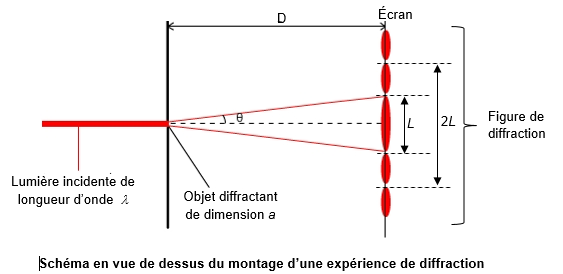 Écran
D
θ
L
2L
Figure de
diffraction
Lumière incidente de
longueur d'onde λ
Objet diffractant
de dimension a
Schéma en vue de dessus du montage d'une expérience de diffraction